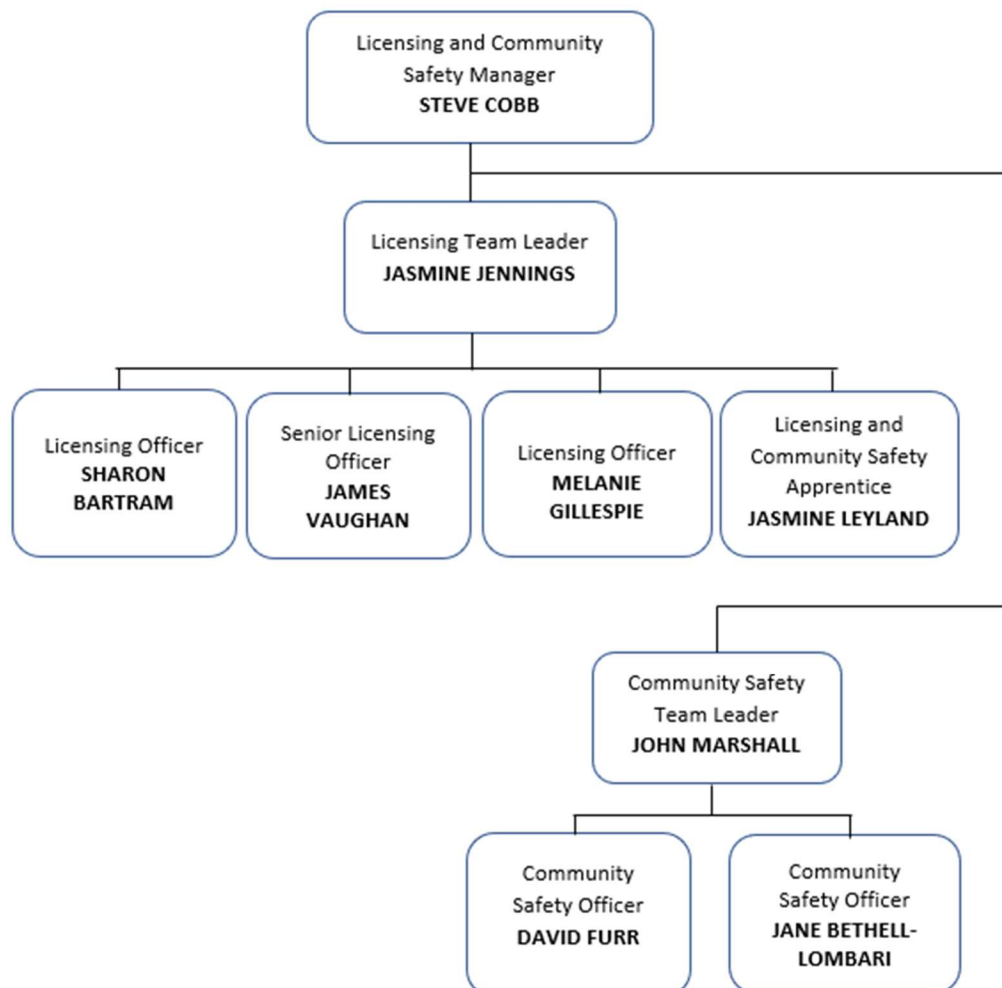 Licensing and Community
Safety Manager
STEVE COBB
Licensing Team Leader
JASMINE JENNINGS
Licensing Officer
SHARON
BARTRAM
Senior Licensing
Officer
JAMES
VAUGHAN
Licensing Officer
MELANIE
GILLESPIE
Licensing and
Community Safety
Apprentice
JASMINE LEYLAND
Community Safety
Team Leader
JOHN MARSHALL
Community
Safety Officer
DAVID FURR
Community
Safety Officer
JANE BETHELL-
LOMBARI